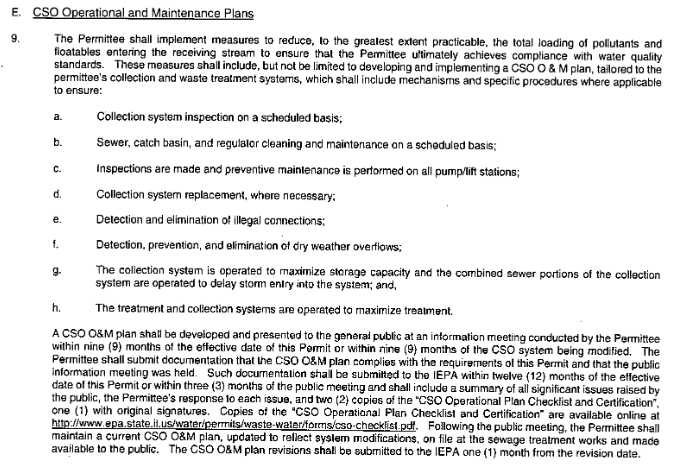 E. CSO Operational and Maintenance Plans
9. The Permittee shall implement measures to reduce, to the greatest extent practicable, the total loading of pollutants and
floatables entering the receiving stream to ensure that the Permittee ultimately achieves compliance with water quality
standards. These measures shall include, but not be limited to developing and implementing a CSO O & M plan, tailored to the
permittee's collection and waste treatment systems, which shall include mechanisms and specific procedures where applicable
to ensure:
a. Collection system inspection on a scheduled basis;
b. Sewer, catch basin, and regulator cleaning and maintenance on a scheduled basis;
c. Inspections are made and preventive maintenance is performed on all pump/lift stations;
d. Collection system replacement, where necessary;
e. Detection and elimination of illegal connections;
f. Detection, prevention, and elimination of dry weather overflows;
g. The collection system is operated to maximize storage capacity and the combined sewer portions of the collection
system are operated to delay storm entry into the system; and,
h. The treatment and collection systems are operated to maximize treatment.
A CSO O&M plan shall be developed and presented to the general public at an information meeting conducted by the Permittee
within nine (9) months of the effective date of this Permit or within nine (9) months of the CSO system being modified. The
Permittee shall submit documentation that the CSO O&M plan complies with the requirements of this Permit and that the public
information meeting was held. Such documentation shall be submitted to the IEPA within twelve (12) months of the effective
date of this Permit or within three (3) months of the public meeting and shall include a summary of all significant issues raised by
the public, the Permittee's response to each issue, and two (2) copies of the "CSO Operational Plan Checklist and Certification",
one (1) with original signatures. Copies of the "CSO Operational Plan Checklist and Certification" are available online at
http://www.epa.state.il.us/water/permits/waste-water/forms/cso-checklist.pdf. Following the public meeting, the Permittee shall
maintain a current CSO O&M plan, updated to reflect system modifications, on file at the sewage treatment works and made
available to the public. The CSO O&M plan revisions shall be submitted to the IEPA one (1) month from the revision date.